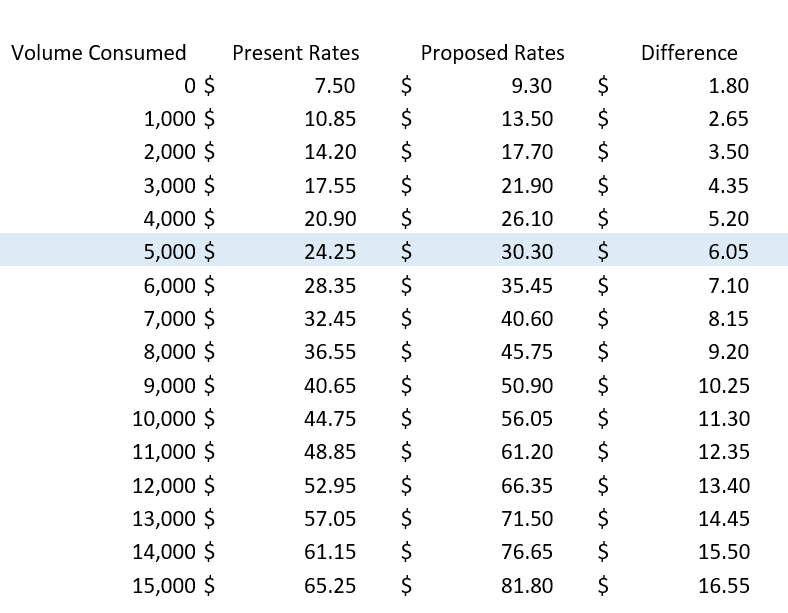 Volume Consumed Present Rates Proposed Rates Difference
0 $ 7.50 $ 9.30 $ 1.80
1,000 $ 10.85 $ 13.50 $ 2.65
2,000 $ 14.20 $ 17.70 $ 3.50
3,000 $ 17.55 $ 21.90 $ 4.35
4,000 $ 20.90 $ 26.10 $ 5.20
5,000 $ 24.25 $ 30.30 $ 6.05
6,000 $ 28.35 $ 35.45 $ 7.10
7,000 $ 32.45 $ 40.60 $ 8.15
8,000 $ 36.55 $ 45.75 $ 9.20
9,000 $ 40.65 $ 50.90 $ 10.25
10,000 $ 44.75 $ 56.05 $ 11.30
11,000 $ 48.85 $ 61.20 $ 12.35
12,000 $ 52.95 $ 66.35 $ 13.40
13,000 $ 57.05 $ 71.50 $ 14.45
14,000 $ 61.15 $ 76.65 $ 15.50
15,000 $ 65.25 $ 81.80 $ 16.55